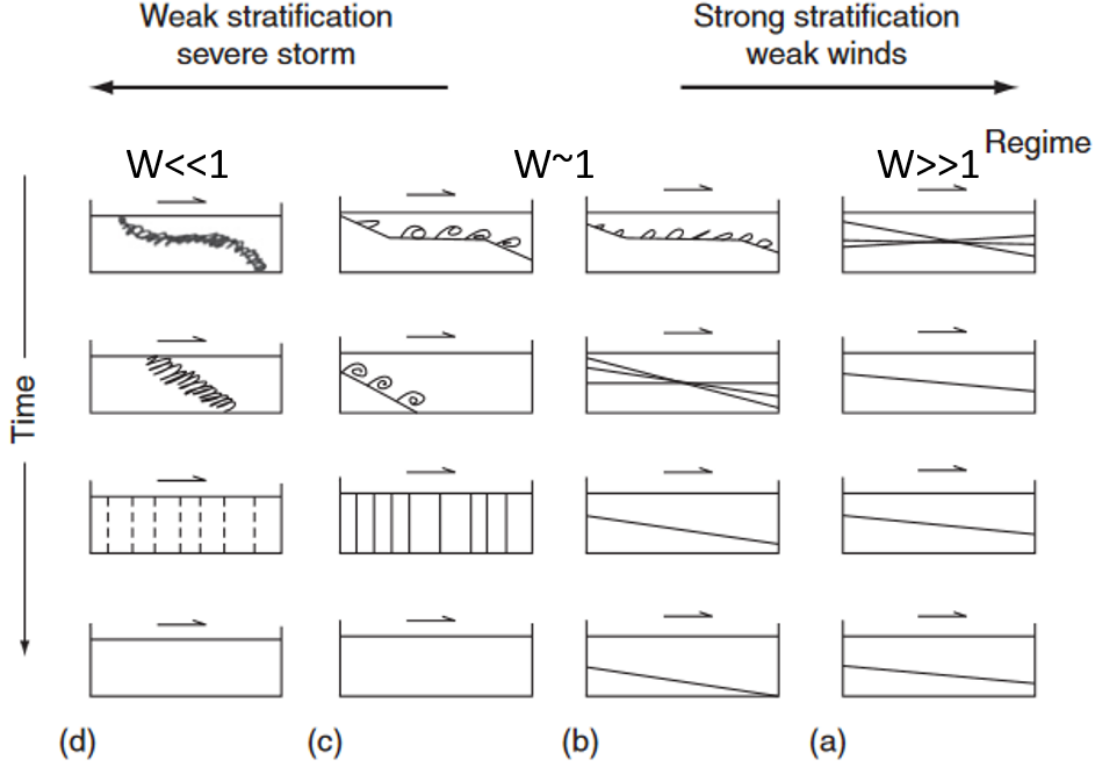 Weak stratification
severe storm
Strong stratification
weak winds
Regime
W<<1
W~1
W>>1
Time
(d)
(c)
(b)
(a)